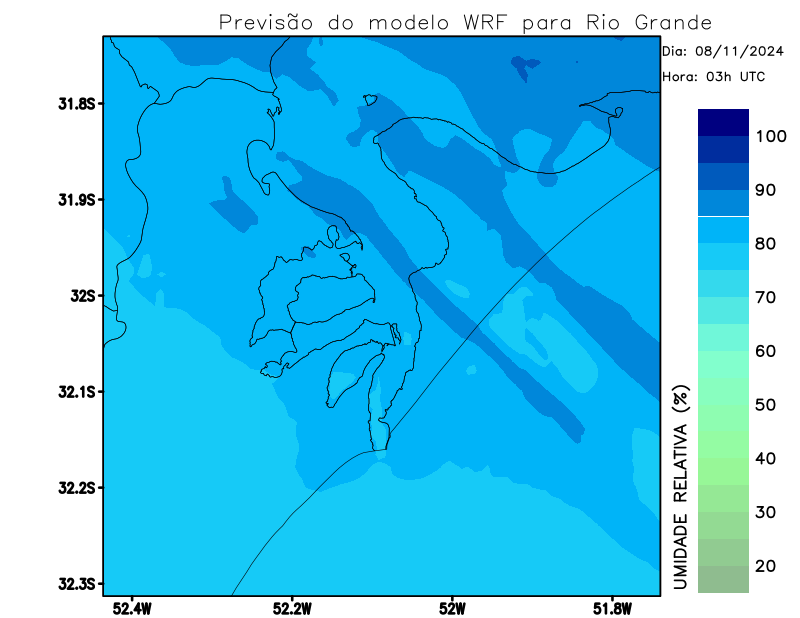 Previsão do modelo WRF para Rio Grande
Dia: 08/11/2024
Hora: 03h UTC
31.8S
31.9S
32S
32.1S
32.2S
32.3S
52.4W
52.2W
52W
51.8W
UMIDADE RELATIVA (%)
100
90
80
70
60
50
40
30
20